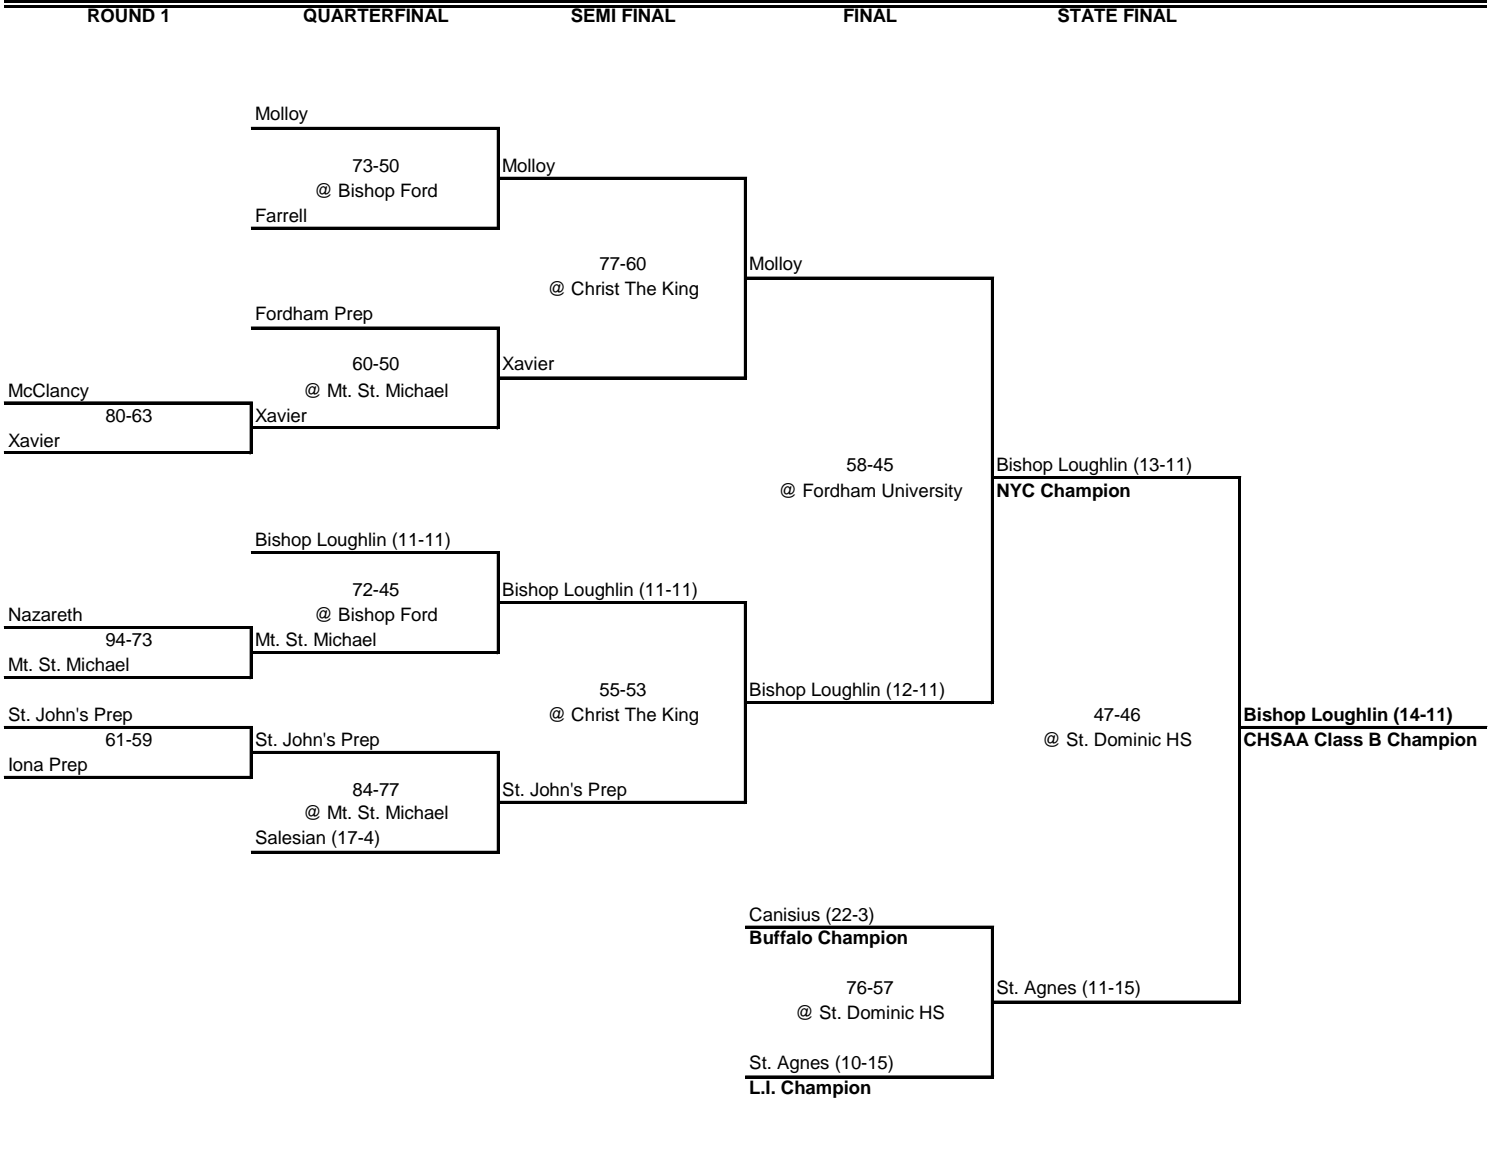 ROUND 1 QUARTERFINAL SEMI FINAL FINAL STATE FINAL
Molloy
73-50 Molloy
@ Bishop Ford
Farrell
77-60 Molloy
@ Christ The King
Fordham Prep
60-50 Xavier
McClancy @ Mt. St. Michael
80-63 Xavier
Xavier
58-45 Bishop Loughlin (13-11)
@ Fordham University NYC Champion
Bishop Loughlin (11-11)
72-45 Bishop Loughlin (11-11)
Nazareth @ Bishop Ford
94-73 Mt. St. Michael
Mt. St. Michael
55-53 Bishop Loughlin (12-11)
St. John's Prep @ Christ The King 47-46 Bishop Loughlin (14-11)
61-59 St. John's Prep @ St. Dominic HS CHSAA Class B Champion
Iona Prep
84-77 St. John's Prep
@ Mt. St. Michael
Salesian (17-4)
Canisius (22-3)
Buffalo Champion
76-57 St. Agnes (11-15)
@ St. Dominic HS
St. Agnes (10-15)
L.I. Champion